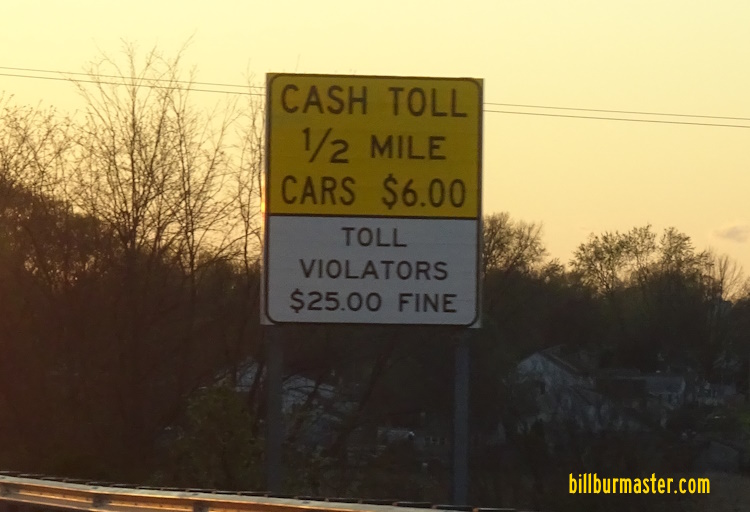 CASH TOLL
1/2 MILE
CARS $6.00
TOLL
VIOLATORS
$25.00 FINE
billburmaster.com